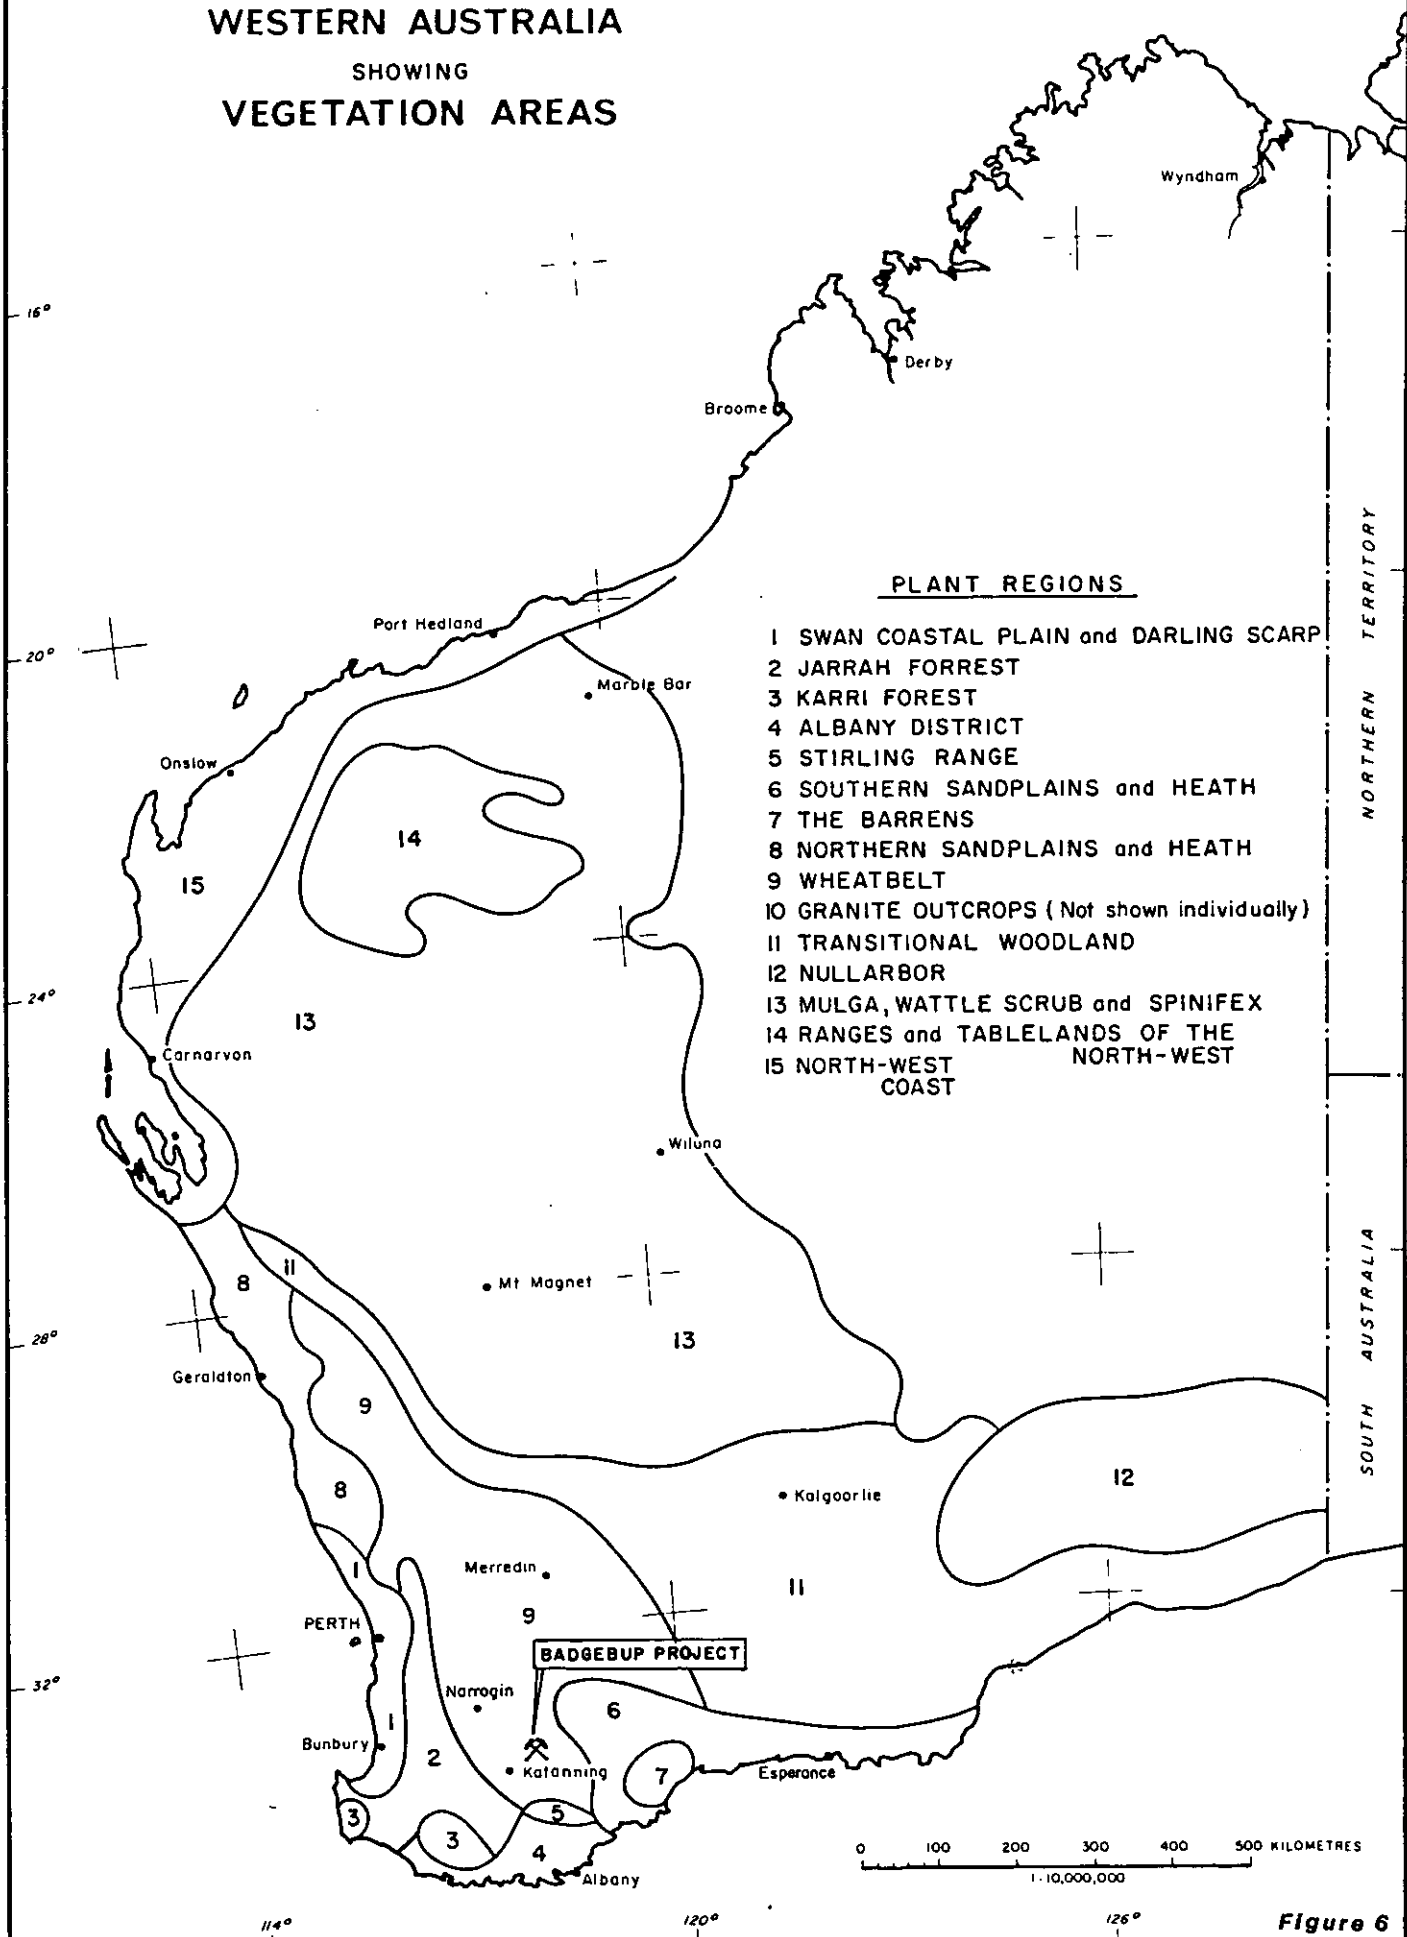 WESTERN AUSTRALIA
SHOWING
VEGETATION AREAS
Wyndham
16°
Derby
Broome
PLANT REGIONS
1 SWAN COASTAL PLAIN and DARLING SCARP
2 JARRAH FORREST
3 KARRI FOREST
4 ALBANY DISTRICT
5 STIRLING RANGE
6 SOUTHERN SANDPLAINS and HEATH
7 THE BARRENS
8 NORTHERN SANDPLAINS and HEATH
9 WHEATBELT
10 GRANITE OUTCROPS (Not shown individually)
11 TRANSITIONAL WOODLAND
12 NULLARBOR
13 MULGA, WATTLE SCRUB and SPINIFEX
14 RANGES and TABLELANDS OF THE
NORTH-WEST
15 NORTH-WEST
COAST
NORTHERN TERRITORY
SOUTH AUSTRALIA
Port Hedland
20°
Marble Bar
Onslow
14
15
24°
13
Carnarvon
Wiluna
11
8
Mt Magnet
13
28°
Geraldton
9
12
8
Kalgoorlie
1
Merredin
11
9
PERTH
BADGEBUP PROJECT
32°
Narrogin
6
1
Bunbury
2
Katanning
7
Esperance
3
5
3
4
Albany
0 100 200 300 400 500 KILOMETRES
1:10,000,000
114°
120°
126°
Figure 6